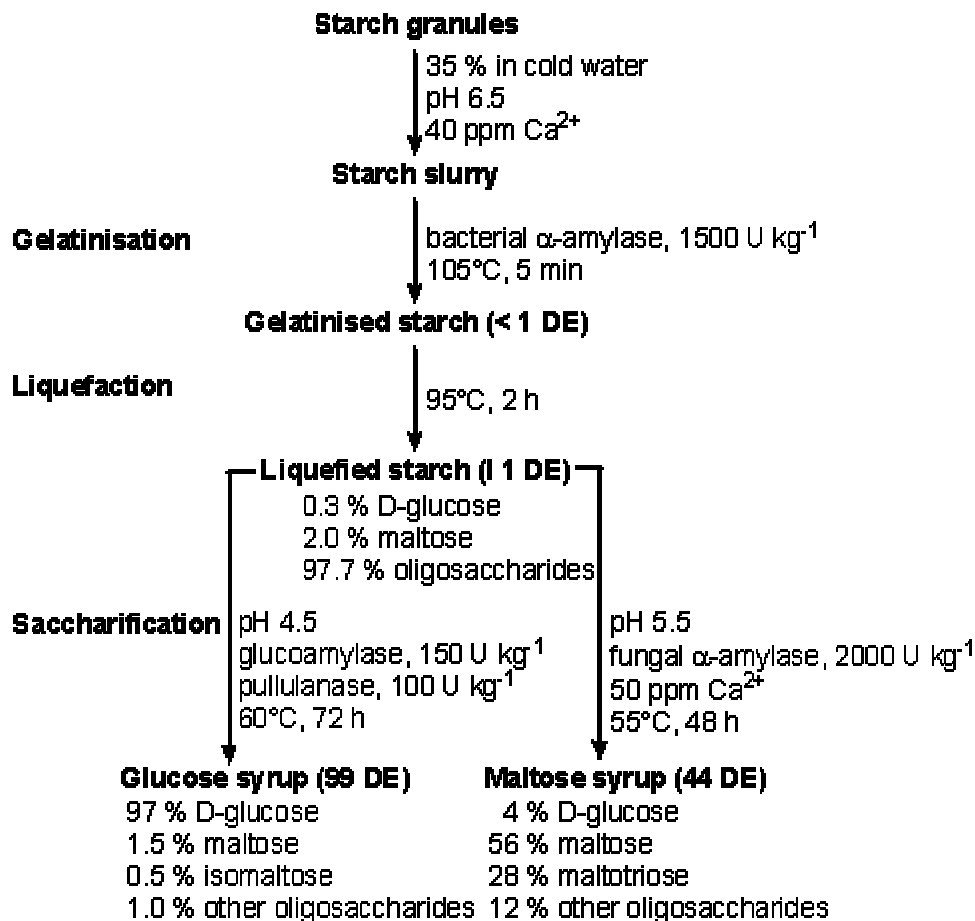 Starch granules
35 % in cold water
pH 6.5
40 ppm Ca²⁺
Starch slurry
Gelatinisation
bacterial α-amylase, 1500 U kg⁻¹
105°C, 5 min
Gelatinised starch (< 1 DE)
Liquefaction
95°C, 2 h
Liquefied starch (l 1 DE)
0.3 % D-glucose
2.0 % maltose
97.7 % oligosaccharides
Saccharification
pH 4.5
glucoamylase, 150 U kg⁻¹
pullulanase, 100 U kg⁻¹
60°C, 72 h
pH 5.5
fungal α-amylase, 2000 U kg⁻¹
50 ppm Ca²⁺
55°C, 48 h
Glucose syrup (99 DE)
97 % D-glucose
1.5 % maltose
0.5 % isomaltose
1.0 % other oligosaccharides
Maltose syrup (44 DE)
4 % D-glucose
56 % maltose
28 % maltotriose
12 % other oligosaccharides